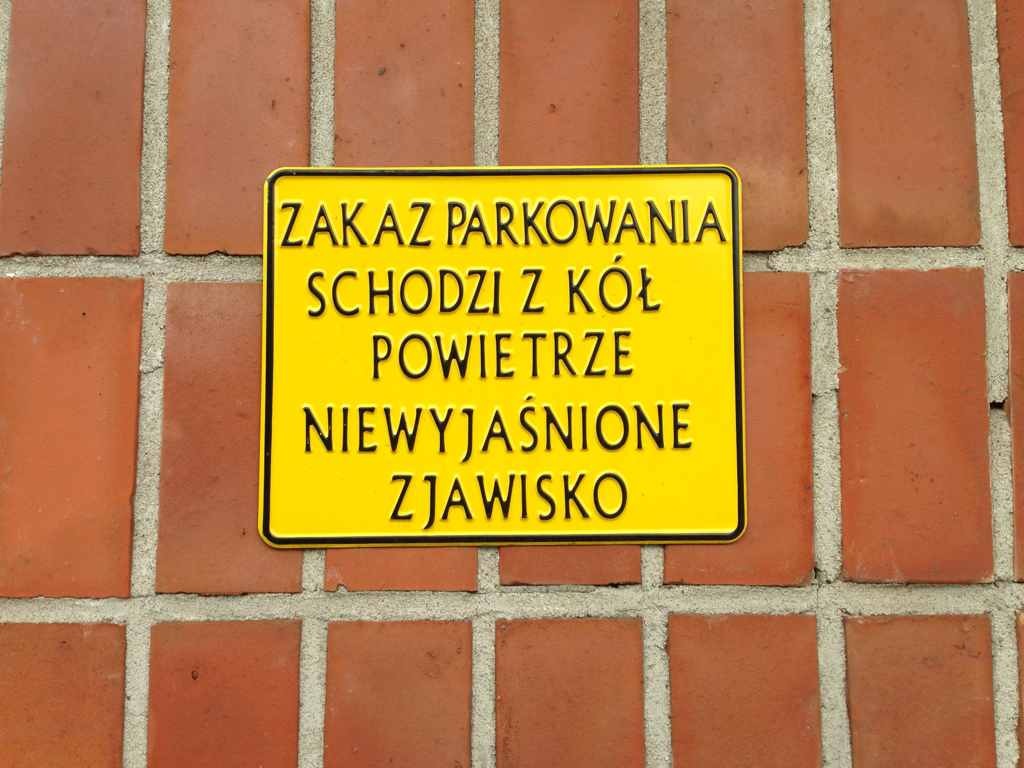 ZAKAZ PARKOWANIA
SCHODZI Z KÓŁ
POWIETRZE
NIEWYJAŚNIONE
ZJAWISKO